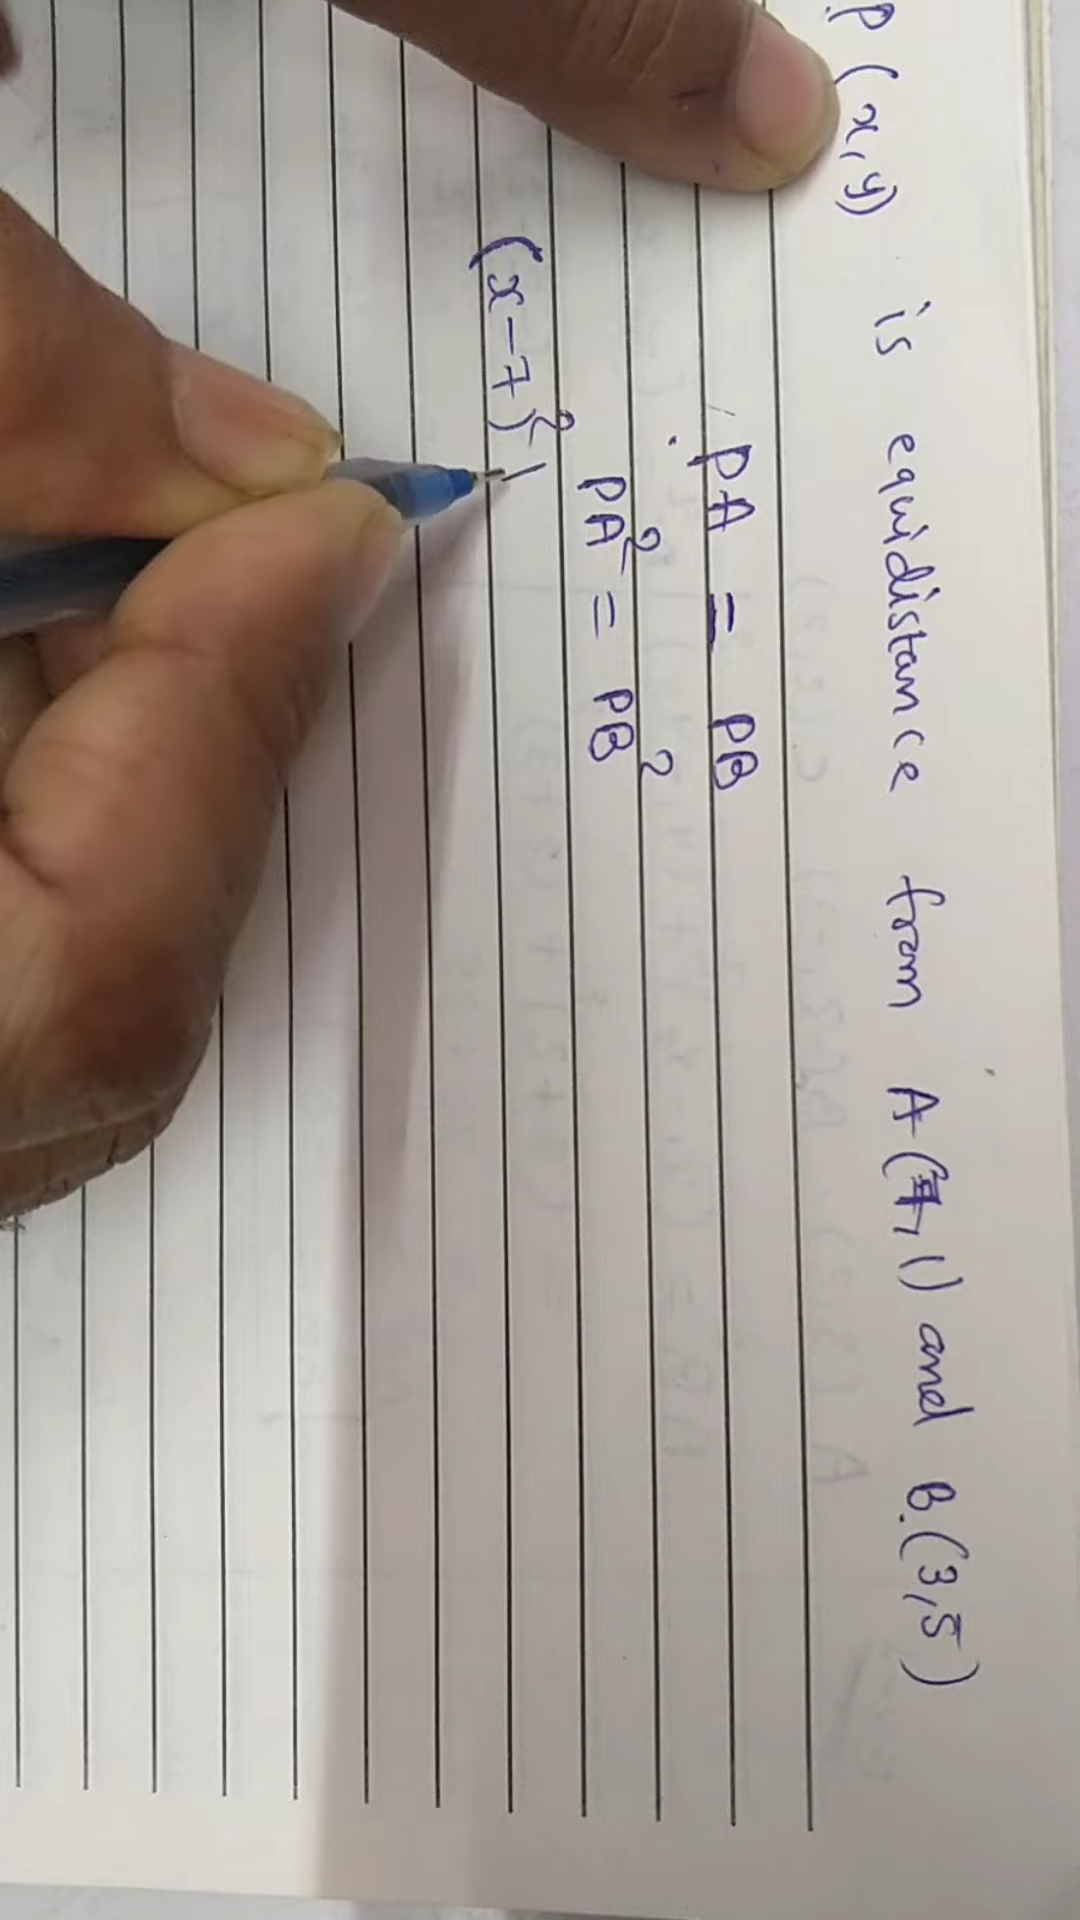 P(x,y) is equidistance from A(7,1) and B.(3,5)
PA = PB
PA² = PB²
(x-7)²